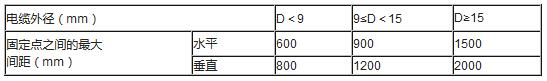 电缆外径（mm） D＜9 9≤D＜15 D≥15
固定点之间的最大
间距（mm）
水平 600 900 1500
垂直 800 1200 2000